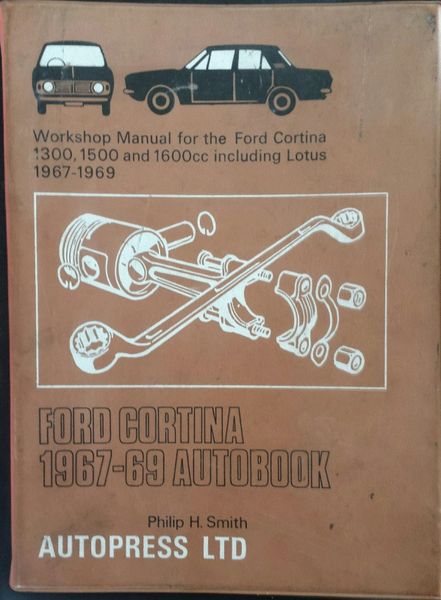 Workshop Manual for the Ford Cortina
1300, 1500 and 1600cc including Lotus
1967-1969
FORD CORTINA
1967-69 AUTOBOOK
Philip H. Smith
AUTOPRESS LTD